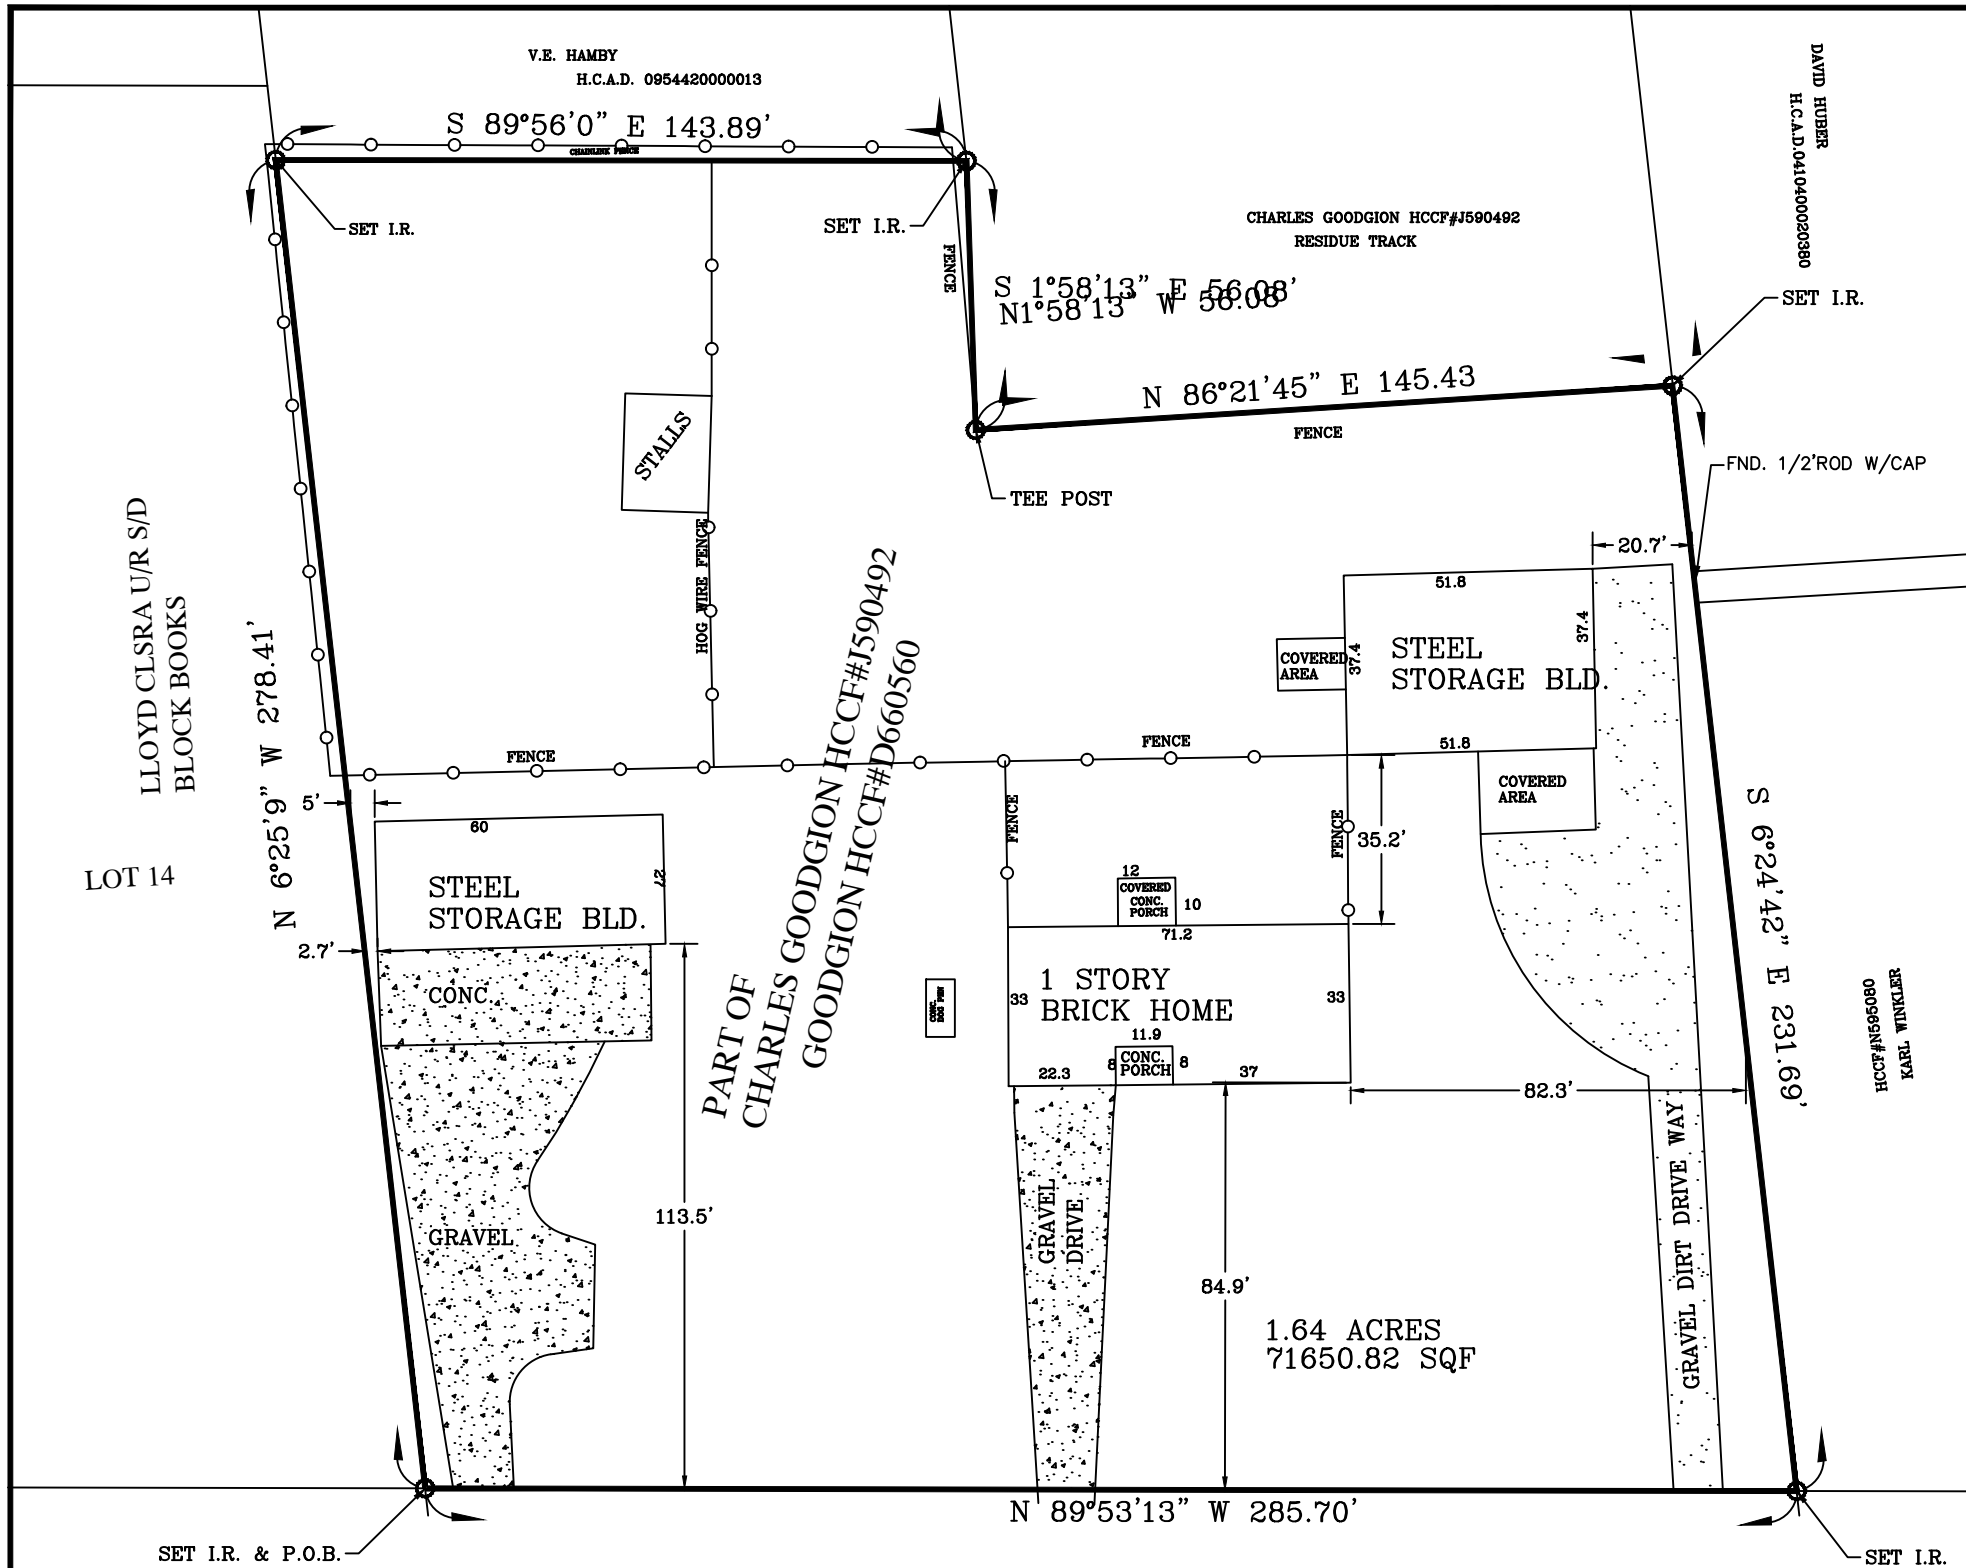 V.E. HAMBY
H.C.A.D. 0954420000013
S 89°56'0" E 143.89'
CHAINLINK FENCE
DAVID HUBER
H.C.A.D.0410400020380
SET I.R.
SET I.R.
FENCE
CHARLES GOODGION HCCF#J590492
RESIDUE TRACK
S 1°58'13" E 56.08'
N1°58'13" W 56.08'
SET I.R.
N 86°21'45" E 145.43
FENCE
STALLS
TEE POST
FND. 1/2'ROD W/CAP
HOG WIRE FENCE
20.7'
51.8
37.4
37.4
STEEL
STORAGE BLD.
COVERED
AREA
51.8
COVERED
AREA
LLOYD CLSRA U/R S/D
BLOCK BOOKS
LOT 14
N 6°25'9" W 278.41'
FENCE
FENCE
5'
60
27
STEEL
STORAGE BLD.
2.7'
CONC.
GRAVEL
113.5'
PART OF
CHARLES GOODGION HCCF#J590492
GOODGION HCCF#D660560
FENCE
FENCE
35.2'
12
COVERED
CONC.
PORCH
10
71.2
1 STORY
BRICK HOME
33
33
CONC.
DOG PEN
11.9
CONC.
PORCH
8
8
22.3
37
82.3'
GRAVEL
DRIVE
84.9'
1.64 ACRES
71650.82 SQF
GRAVEL DIRT DRIVE WAY
S 6°24'42" E 231.69'
HCCF#N595080
KARL WINKLER
N 89°53'13" W 285.70'
SET I.R. & P.O.B.
SET I.R.